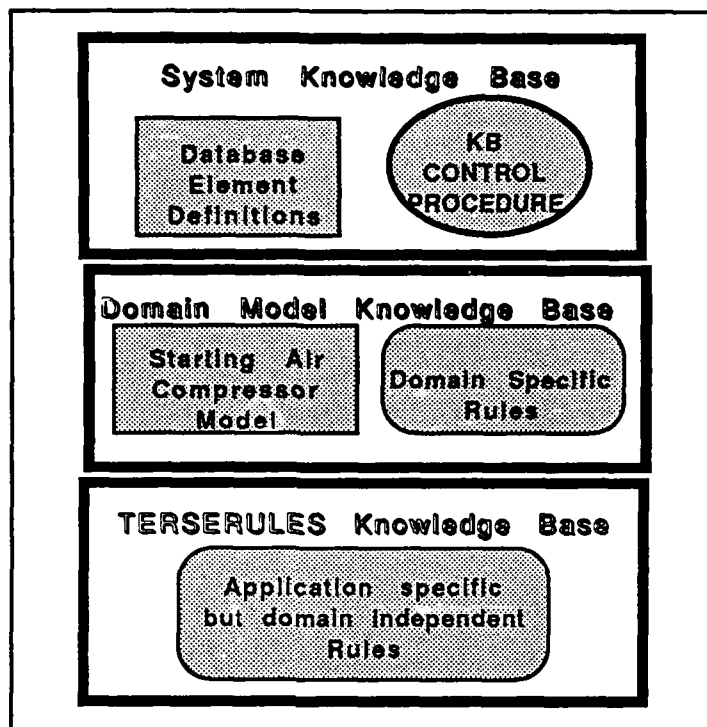 System Knowledge Base
Database
Element
Definitions
KB
CONTROL
PROCEDURE
Domain Model Knowledge Base
Starting Air
Compressor
Model
Domain Specific
Rules
TERSERULES Knowledge Base
Application specific
but domain independent
Rules